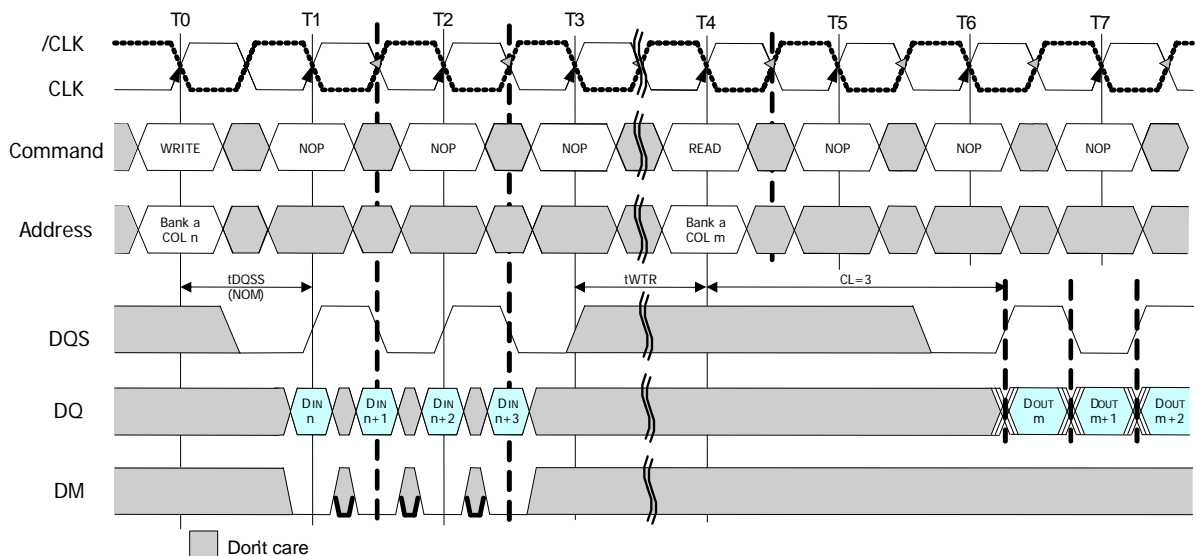 T0 T1 T2 T3 T4 T5 T6 T7
/CLK
CLK
Command WRITE NOP NOP NOP READ NOP NOP NOP
Address Bank a COL n Bank a COL m
tDQSS (NOM) tWTR CL=3
DQS
DQ DIN n DIN n+1 DIN n+2 DIN n+3 DOUT m DOUT m+1 DOUT m+2
DM
Don't care